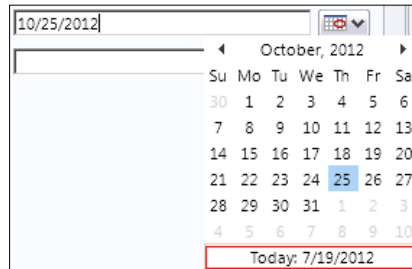 10/25/2012
October, 2012
Su Mo Tu We Th Fr Sa
30 1 2 3 4 5 6
7 8 9 10 11 12 13
14 15 16 17 18 19 20
21 22 23 24 25 26 27
28 29 30 31 1 2 3
4 5 6 7 8 9 10
Today: 7/19/2012